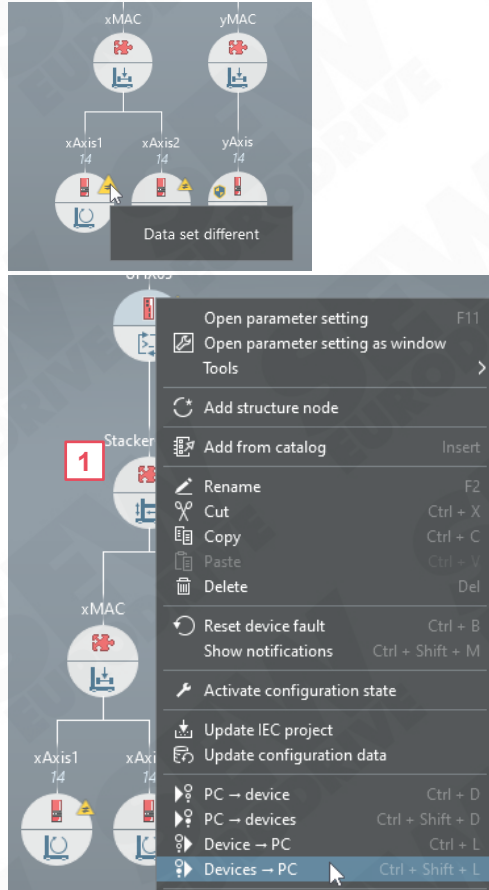 xMAC
yMAC
xAxis1
14
xAxis2
14
yAxis
14
Data set different
Stacker
1
xMAC
xAxis1
14
xAxi
14
Open parameter setting F11
Open parameter setting as window
Tools
Add structure node
Add from catalog Insert
Rename F2
Cut Ctrl + X
Copy Ctrl + C
Paste Ctrl + V
Delete Del
Reset device fault Ctrl + B
Show notifications Ctrl + Shift + M
Activate configuration state
Update IEC project
Update configuration data
PC → device Ctrl + D
PC → devices Ctrl + Shift + D
Device → PC Ctrl + L
Devices → PC Ctrl + Shift + L